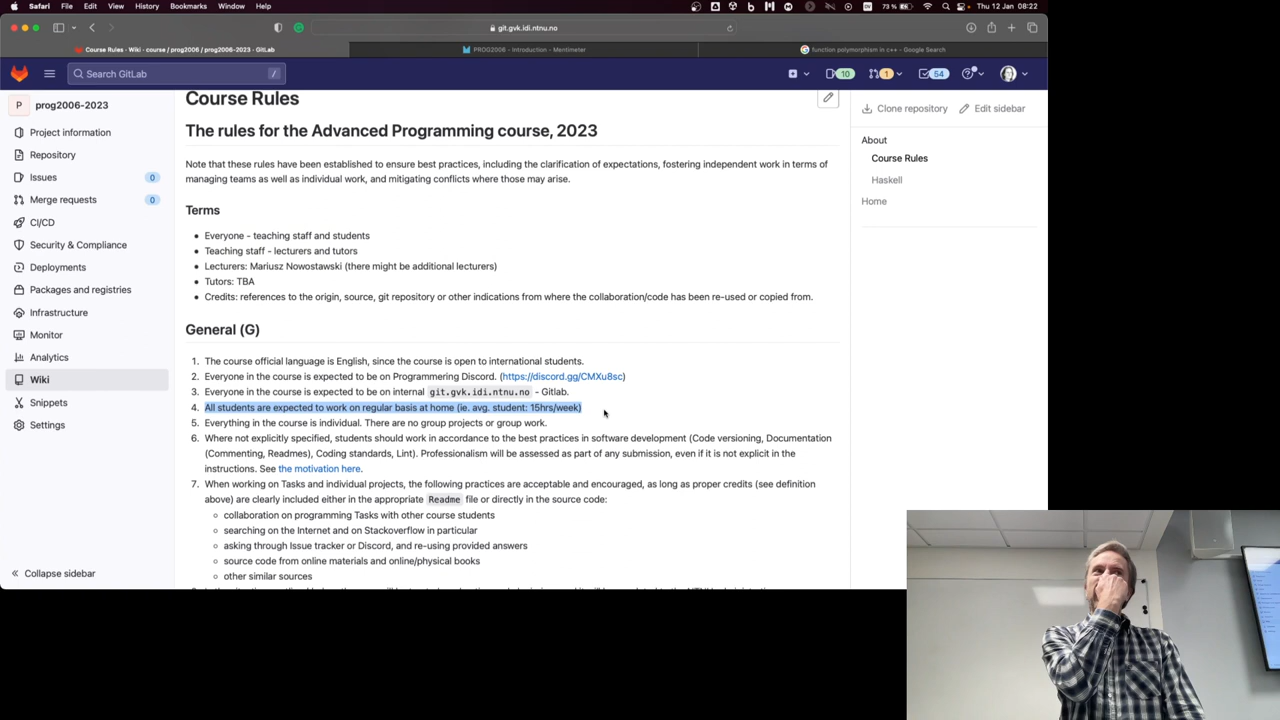 Safari File Edit View History Bookmarks Window Help
73 %
Thu 12 Jan 08:22
git.gvk.idi.ntnu.no
Course Rules - Wiki - course / prog2006 / prog2006-2023 - GitLab
PROG2006 - Introduction - Mentimeter
function polymorphism in c++ - Google Search
Search GitLab /
10
1
54
P prog2006-2023
Project information
Repository
Issues 0
Merge requests 0
CI/CD
Security & Compliance
Deployments
Packages and registries
Infrastructure
Monitor
Analytics
Wiki
Snippets
Settings
Collapse sidebar
Course Rules
The rules for the Advanced Programming course, 2023
Note that these rules have been established to ensure best practices, including the clarification of expectations, fostering independent work in terms of
managing teams as well as individual work, and mitigating conflicts where those may arise.
Terms
Everyone - teaching staff and students
Teaching staff - lecturers and tutors
Lecturers: Mariusz Nowostawski (there might be additional lecturers)
Tutors: TBA
Credits: references to the origin, source, git repository or other indications from where the collaboration/code has been re-used or copied from.
General (G)
1. The course official language is English, since the course is open to international students.
2. Everyone in the course is expected to be on Programmering Discord. (https://discord.gg/CMXu8sc)
3. Everyone in the course is expected to be on internal git.gvk.idi.ntnu.no - Gitlab.
4. All students are expected to work on regular basis at home (ie. avg. student: 15hrs/week)
5. Everything in the course is individual. There are no group projects or group work.
6. Where not explicitly specified, students should work in accordance to the best practices in software development (Code versioning, Documentation
(Commenting, Readmes), Coding standards, Lint). Professionalism will be assessed as part of any submission, even if it is not explicit in the
instructions. See the motivation here.
7. When working on Tasks and individual projects, the following practices are acceptable and encouraged, as long as proper credits (see definition
above) are clearly included either in the appropriate Readme file or directly in the source code:
collaboration on programming Tasks with other course students
searching on the Internet and on Stackoverflow in particular
asking through Issue tracker or Discord, and re-using provided answers
source code from online materials and online/physical books
other similar sources
Clone repository
Edit sidebar
About
Course Rules
Haskell
Home